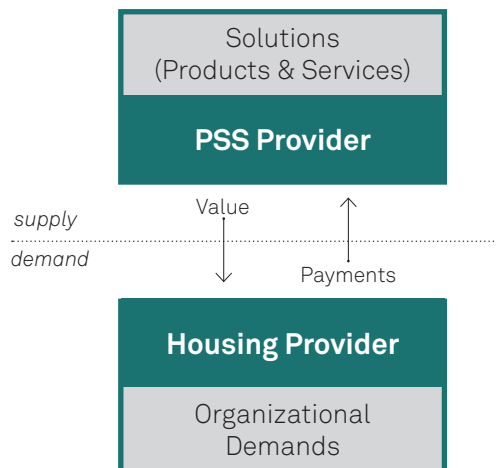 Solutions
(Products & Services)
PSS Provider
Value
supply
demand
Payments
Housing Provider
Organizational
Demands